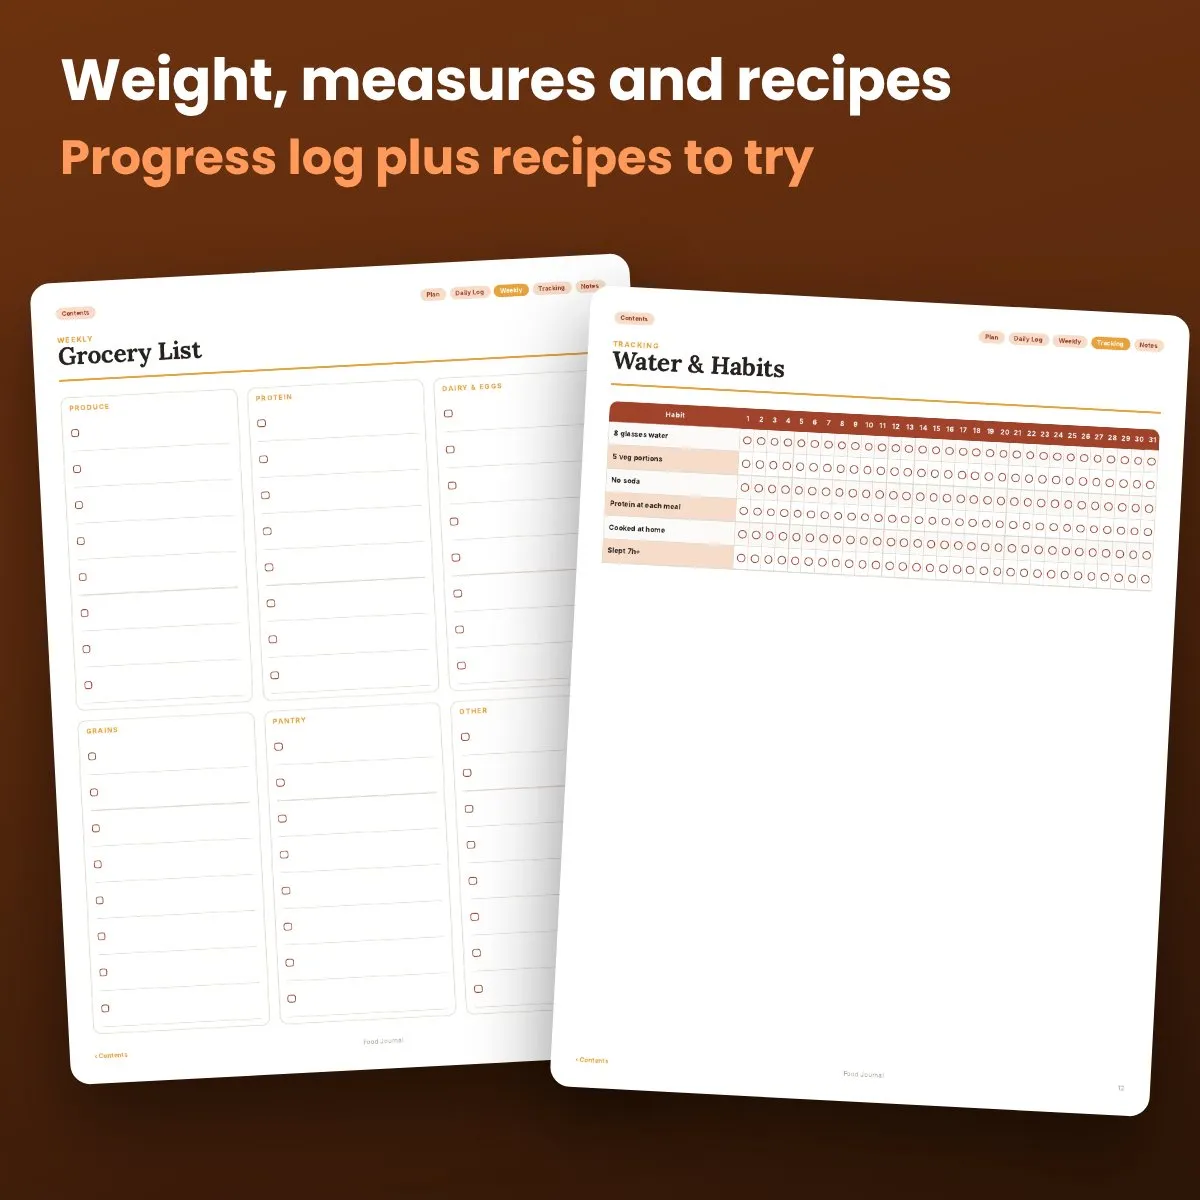 Weight, measures and recipes
Progress log plus recipes to try
Contents
Plan Daily Log Weekly Tracking Notes
WEEKLY
Grocery List
PRODUCE
PROTEIN
DAIRY & EGGS
GRAINS
PANTRY
OTHER
‹ Contents
Food Journal
Contents
Plan Daily Log Weekly Tracking Notes
TRACKING
Water & Habits
Habit 1 2 3 4 5 6 7 8 9 10 11 12 13 14 15 16 17 18 19 20 21 22 23 24 25 26 27 28 29 30 31
8 glasses water
5 veg portions
No soda
Protein at each meal
Cooked at home
Slept 7h+
‹ Contents
Food Journal
12